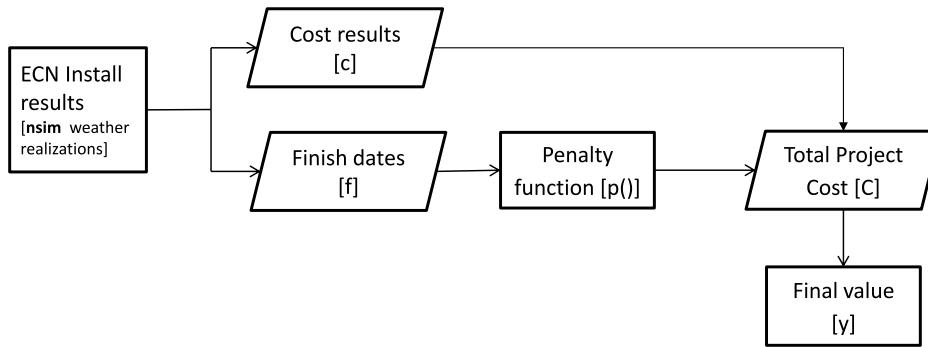 ECN Install
results
[nsim weather
realizations]
Cost results
[c]
Finish dates
[f]
Penalty
function [p()]
Total Project
Cost [C]
Final value
[y]